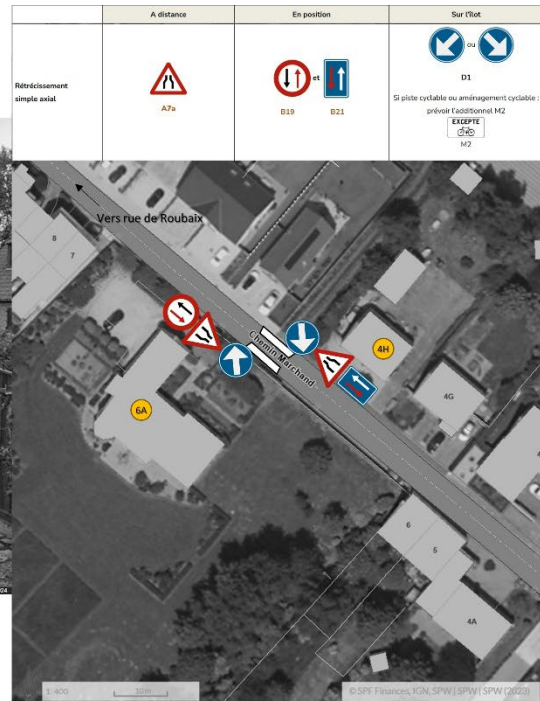 A distance
En position
Sur l'îlot
Rétrécissement
simple axial
A7a
et
B19
B21
ou
D1
Si piste cyclable ou aménagement cyclable :
prévoir l'additionnel M2
EXCEPTE
M2
Vers rue de Roubaix
8
7
Chemin Marchand
4H
6A
4G
6
5
4A
1: 400
10 m
© SPF Finances, IGN, SPW | SPW | SPW (2023)